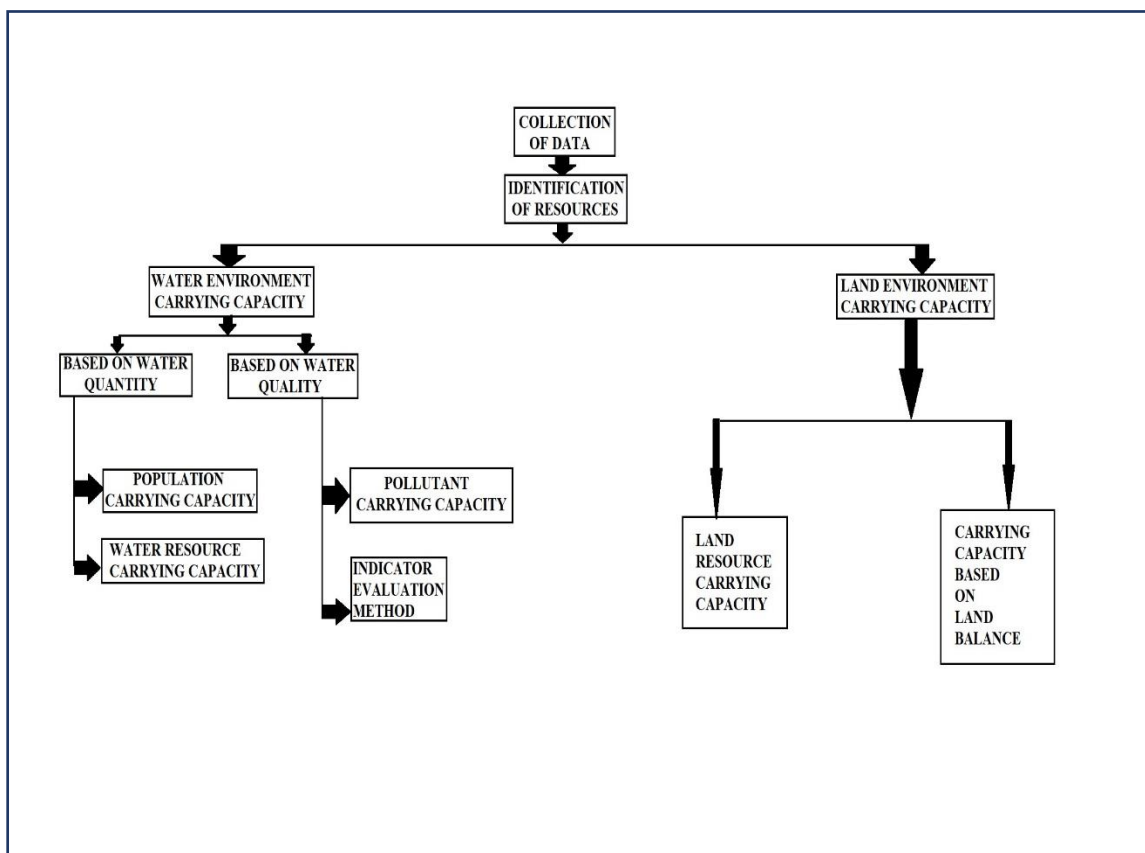 COLLECTION
OF DATA
IDENTIFICATION
OF RESOURCES
WATER ENVIRONMENT
CARRYING CAPACITY
LAND ENVIRONMENT
CARRYING CAPACITY
BASED ON WATER
QUANTITY
BASED ON WATER
QUALITY
POPULATION
CARRYING CAPACITY
WATER RESOURCE
CARRYING CAPACITY
POLLUTANT
CARRYING CAPACITY
INDICATOR
EVALUATION
METHOD
LAND
RESOURCE
CARRYING
CAPACITY
CARRYING
CAPACITY
BASED
ON
LAND
BALANCE